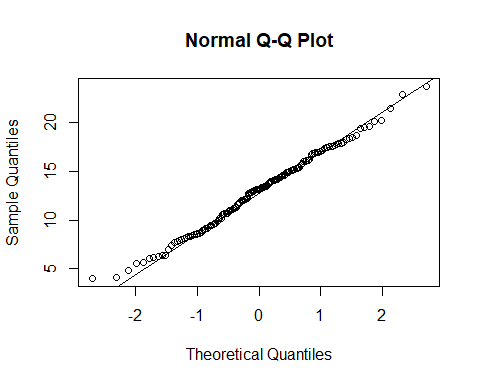 Normal Q-Q Plot
Sample Quantiles
20
15
10
5
-2 -1 0 1 2
Theoretical Quantiles